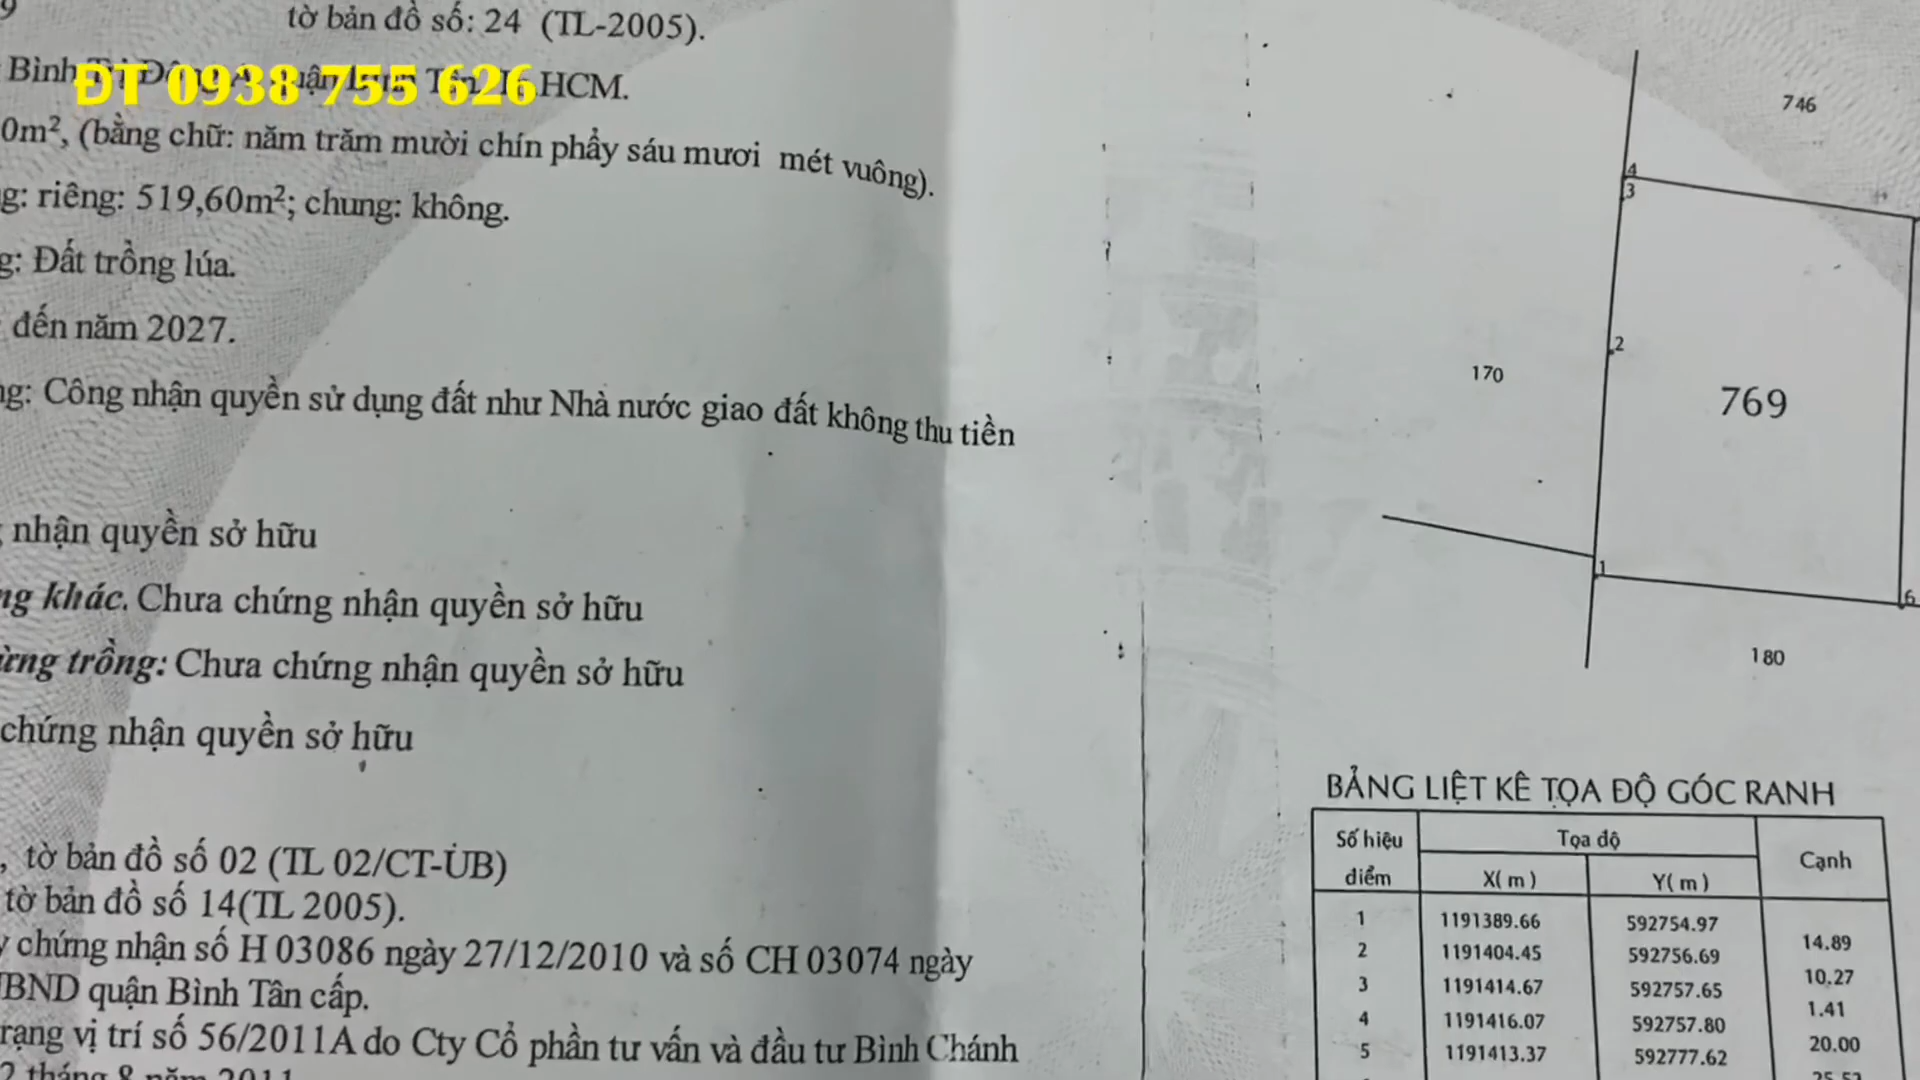 tờ bản đồ số: 24 (TL-2005).
Bình HCM.
ĐT 0938 755 626
0m², (bằng chữ: năm trăm mười chín phẩy sáu mươi mét vuông).
g: riêng: 519,60m²; chung: không.
g: Đất trồng lúa.
đến năm 2027.
ng: Công nhận quyền sử dụng đất như Nhà nước giao đất không thu tiền
nhận quyền sở hữu
ng khác. Chưa chứng nhận quyền sở hữu
ừng trồng: Chưa chứng nhận quyền sở hữu
chứng nhận quyền sở hữu
, tờ bản đồ số 02 (TL 02/CT-UB)
tờ bản đồ số 14(TL 2005).
y chứng nhận số H 03086 ngày 27/12/2010 và số CH 03074 ngày
BND quận Bình Tân cấp.
rạng vị trí số 56/2011A do Cty Cổ phần tư vấn và đầu tư Bình Chánh
2 tháng 8 năm 2011
746
4
3
2
170
769
1
6
180
BẢNG LIỆT KÊ TỌA ĐỘ GÓC RANH
Số hiệu điểm Tọa độ Cạnh
X( m ) Y( m )
1 1191389.66 592754.97
14.89
2 1191404.45 592756.69
10.27
3 1191414.67 592757.65
1.41
4 1191416.07 592757.80
20.00
5 1191413.37 592777.62
25.52